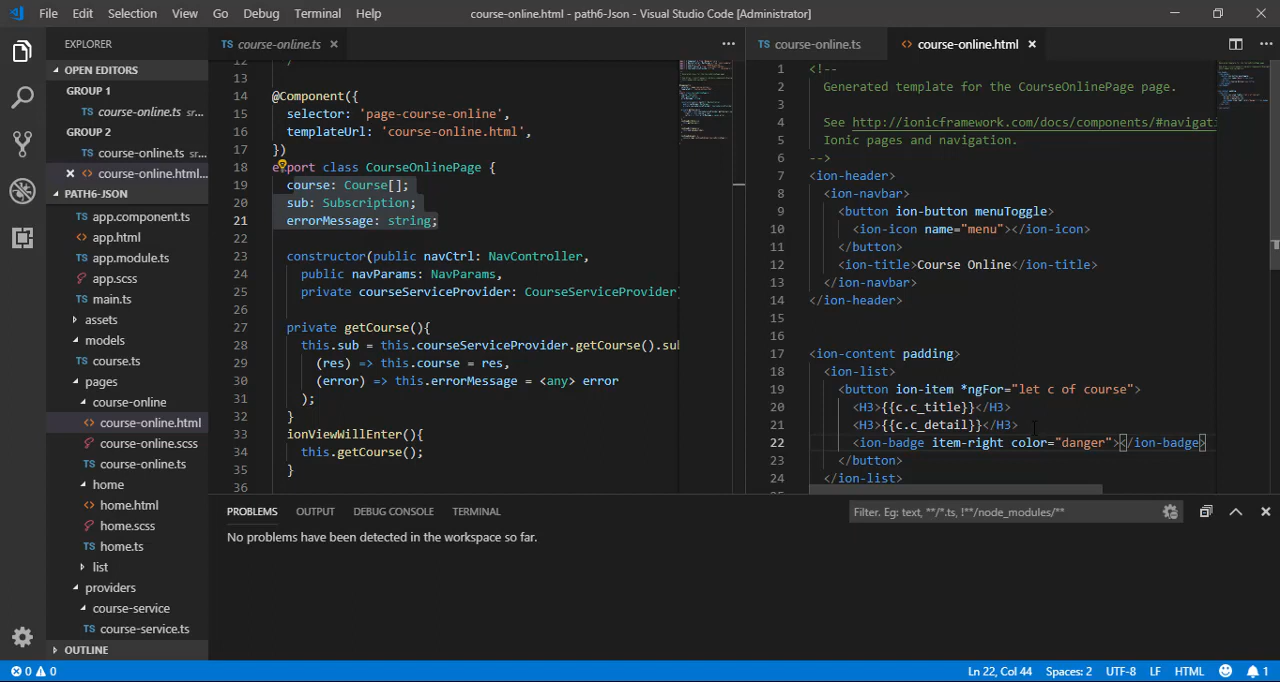 File Edit Selection View Go Debug Terminal Help
course-online.html - path6-Json - Visual Studio Code [Administrator]
EXPLORER
OPEN EDITORS
GROUP 1
course-online.ts sr...
GROUP 2
course-online.ts sr...
course-online.html...
PATH6-JSON
app.component.ts
app.html
app.module.ts
app.scss
main.ts
assets
models
course.ts
pages
course-online
course-online.html
course-online.scss
course-online.ts
home
home.html
home.scss
home.ts
list
providers
course-service
course-service.ts
OUTLINE
course-online.ts
13
14 @Component({
15 selector: 'page-course-online',
16 templateUrl: 'course-online.html',
17 })
18 export class CourseOnlinePage {
19 course: Course[];
20 sub: Subscription;
21 errorMessage: string;
22
23 constructor(public navCtrl: NavController,
24 public navParams: NavParams,
25 private courseServiceProvider: CourseServiceProvider)
26
27 private getCourse(){
28 this.sub = this.courseServiceProvider.getCourse().sub
29 (res) => this.course = res,
30 (error) => this.errorMessage = <any> error
31 );
32 }
33 ionViewWillEnter(){
34 this.getCourse();
35 }
36
course-online.ts course-online.html
1 <!--
2 Generated template for the CourseOnlinePage page.
3
4 See http://ionicframework.com/docs/components/#navigati
5 Ionic pages and navigation.
6 -->
7 <ion-header>
8 <ion-navbar>
9 <button ion-button menuToggle>
10 <ion-icon name="menu"></ion-icon>
11 </button>
12 <ion-title>Course Online</ion-title>
13 </ion-navbar>
14 </ion-header>
15
16
17 <ion-content padding>
18 <ion-list>
19 <button ion-item *ngFor="let c of course">
20 <H3>{{c.c_title}}</H3>
21 <H3>{{c.c_detail}}</H3>
22 <ion-badge item-right color="danger"></ion-badge>
23 </button>
24 </ion-list>
PROBLEMS OUTPUT DEBUG CONSOLE TERMINAL
Filter. Eg: text, **/*.ts, !**/node_modules/**
No problems have been detected in the workspace so far.
0 0 Ln 22, Col 44 Spaces: 2 UTF-8 LF HTML 1